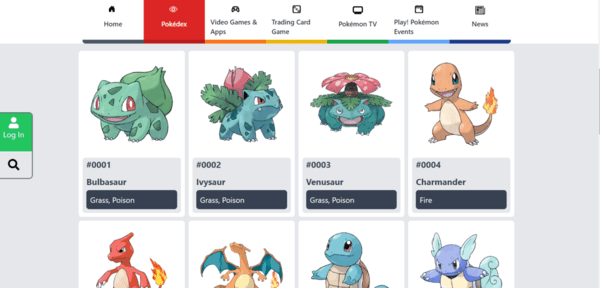 Home
Pokédex
Video Games &
Apps
Trading Card
Game
Pokémon TV
Play! Pokémon
Events
News
Log In
#0001
Bulbasaur
Grass, Poison
#0002
Ivysaur
Grass, Poison
#0003
Venusaur
Grass, Poison
#0004
Charmander
Fire